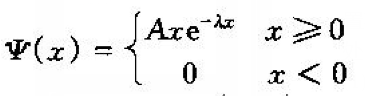 Ψ(x) = { Axe^{-λx} x ⩾ 0
0 x < 0